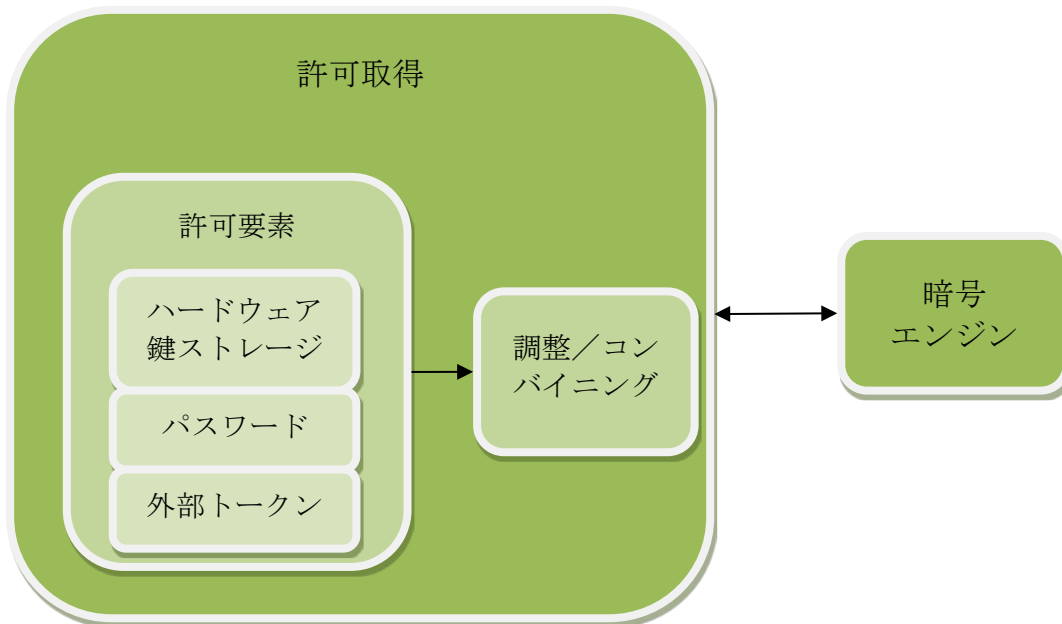 許可取得
許可要素
ハードウェア
鍵ストレージ
パスワード
外部トークン
調整／コン
バイニング
暗号
エンジン